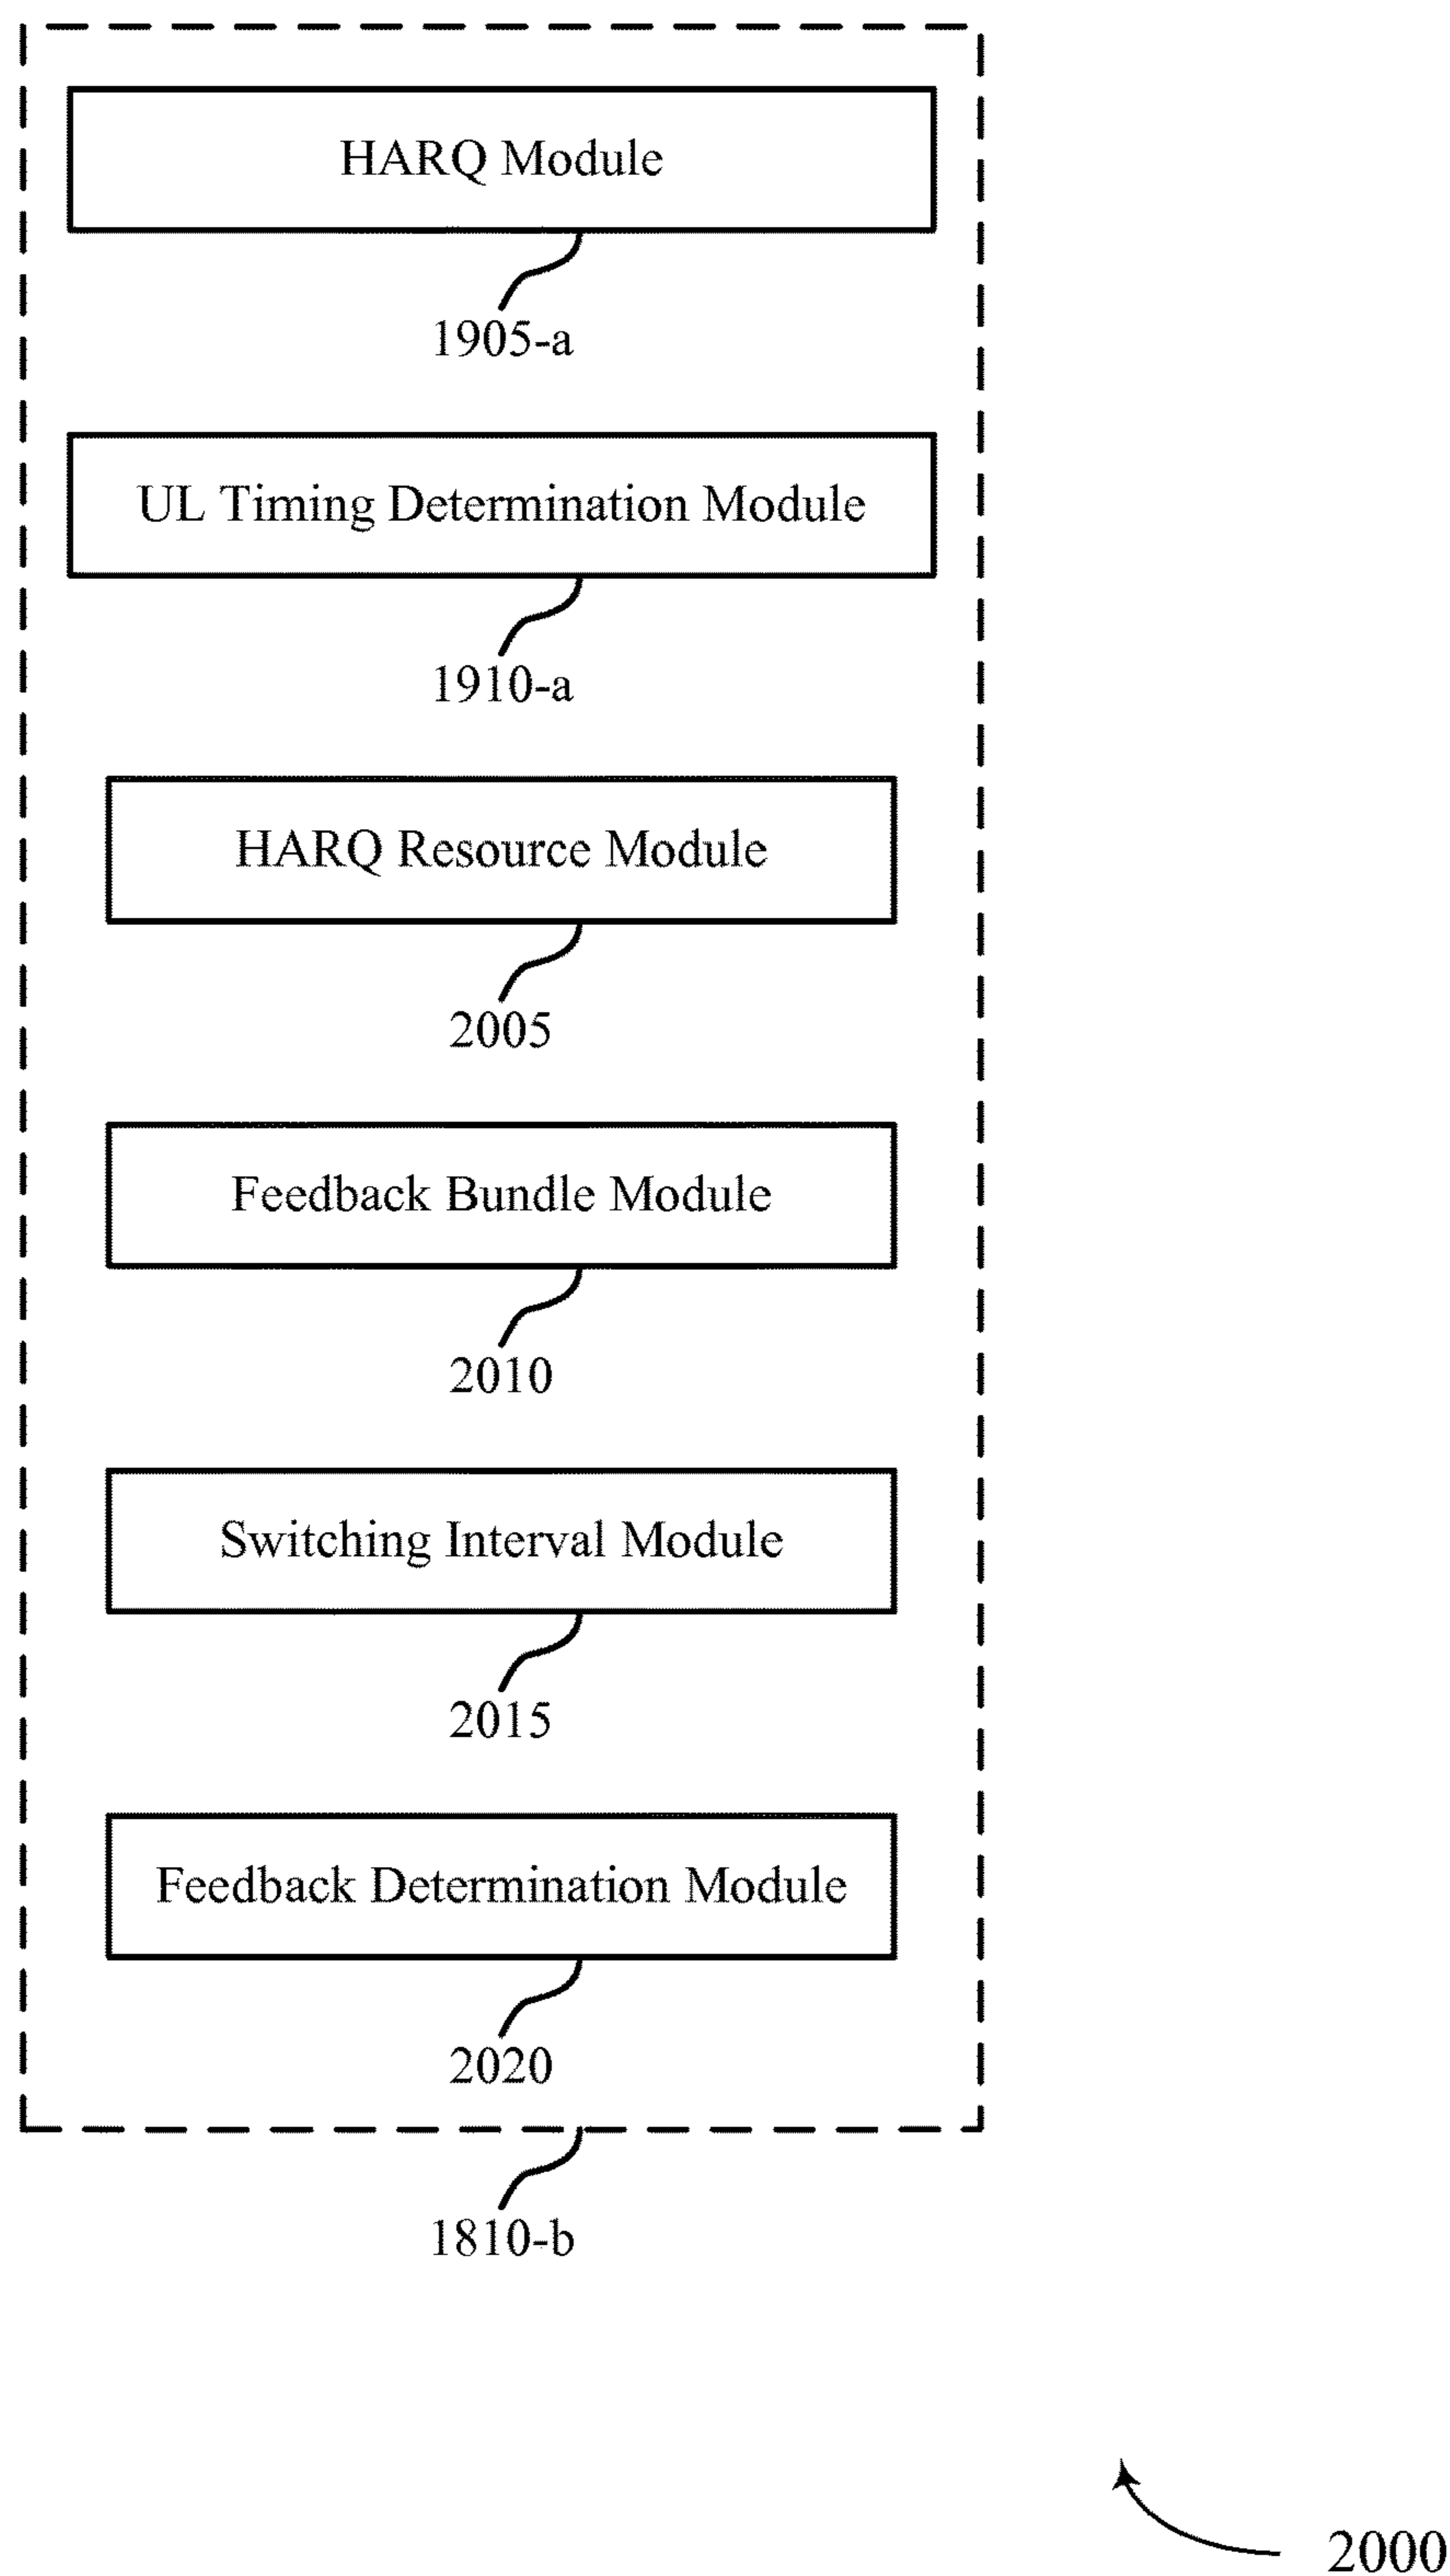 HARQ Module
1905-a
UL Timing Determination Module
1910-a
HARQ Resource Module
2005
Feedback Bundle Module
2010
Switching Interval Module
2015
Feedback Determination Module
2020
1810-b
2000